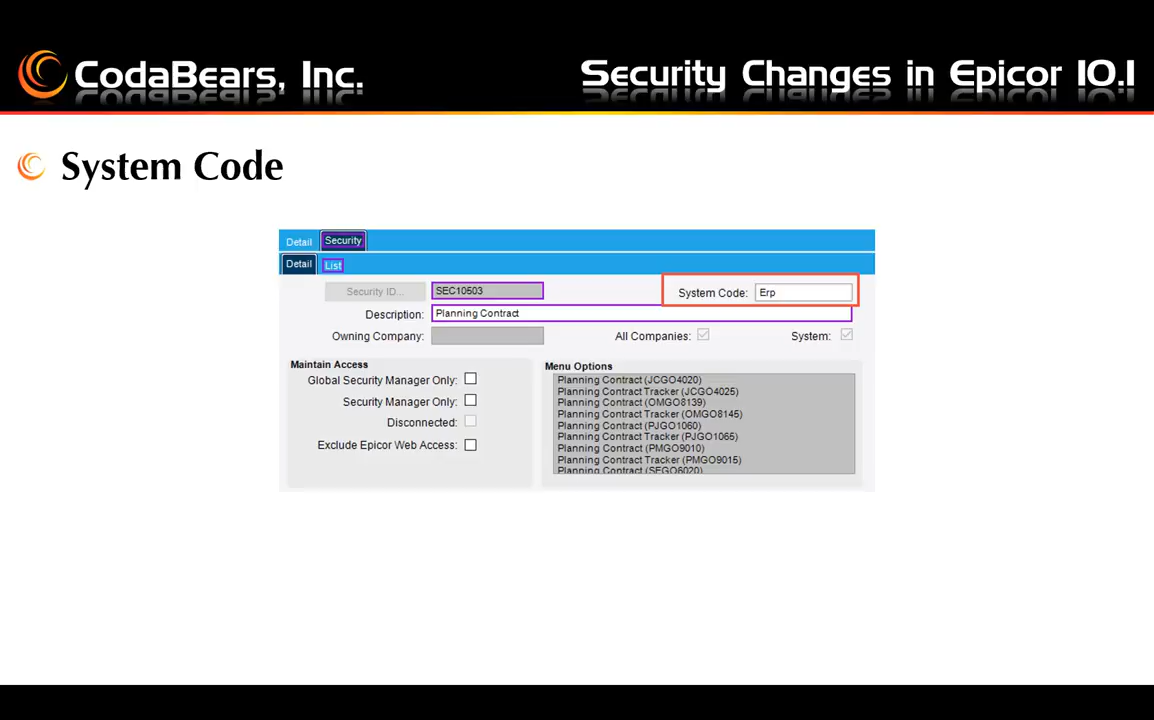 CodaBears, Inc.
Security Changes in Epicor 10.1
System Code
Detail Security
Detail List
Security ID... SEC10503 System Code: Erp
Description: Planning Contract
Owning Company: All Companies: System:
Maintain Access
Global Security Manager Only:
Security Manager Only:
Disconnected:
Exclude Epicor Web Access:
Menu Options
Planning Contract (JCGO4020)
Planning Contract Tracker (JCGO4025)
Planning Contract (OMGO8139)
Planning Contract Tracker (OMGO8145)
Planning Contract (PJGO1060)
Planning Contract Tracker (PJGO1065)
Planning Contract (PMGO9010)
Planning Contract Tracker (PMGO9015)
Planning Contract (SEGO6020)